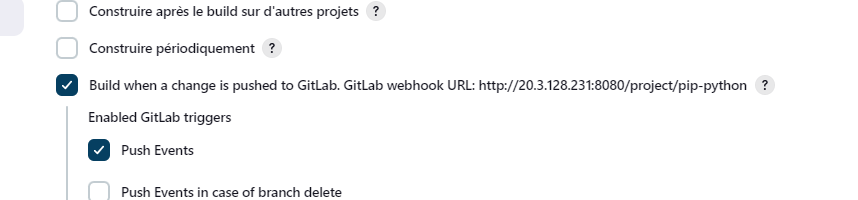 Construire après le build sur d'autres projets ?
Construire périodiquement ?
Build when a change is pushed to GitLab. GitLab webhook URL: http://20.3.128.231:8080/project/pip-python ?
Enabled GitLab triggers
Push Events
Push Events in case of branch delete